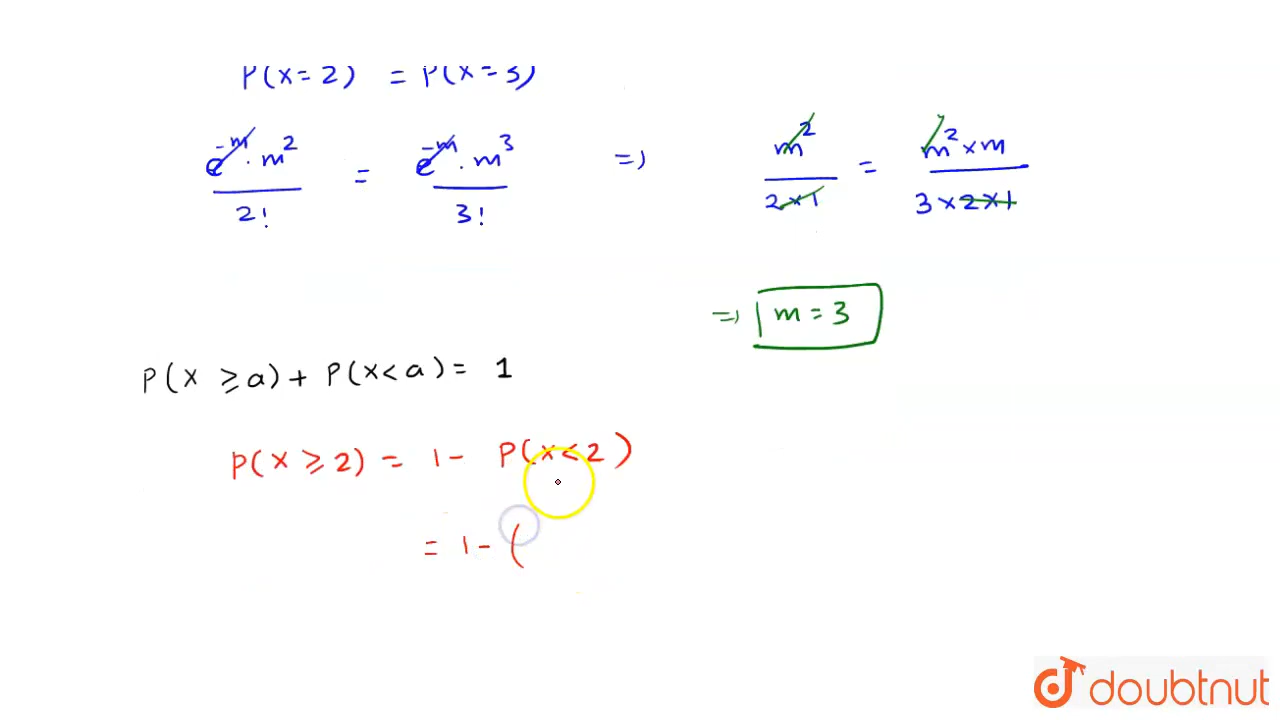 P(X=2) = P(X=3)
e^-m · m^2 / 2! = e^-m · m^3 / 3! => m^2 / 2×1 = m^2×m / 3×2×1
=> m = 3
P(X ≥ a) + P(X < a) = 1
P(X ≥ 2) = 1 - P(X < 2)
= 1 - (
doubtnut